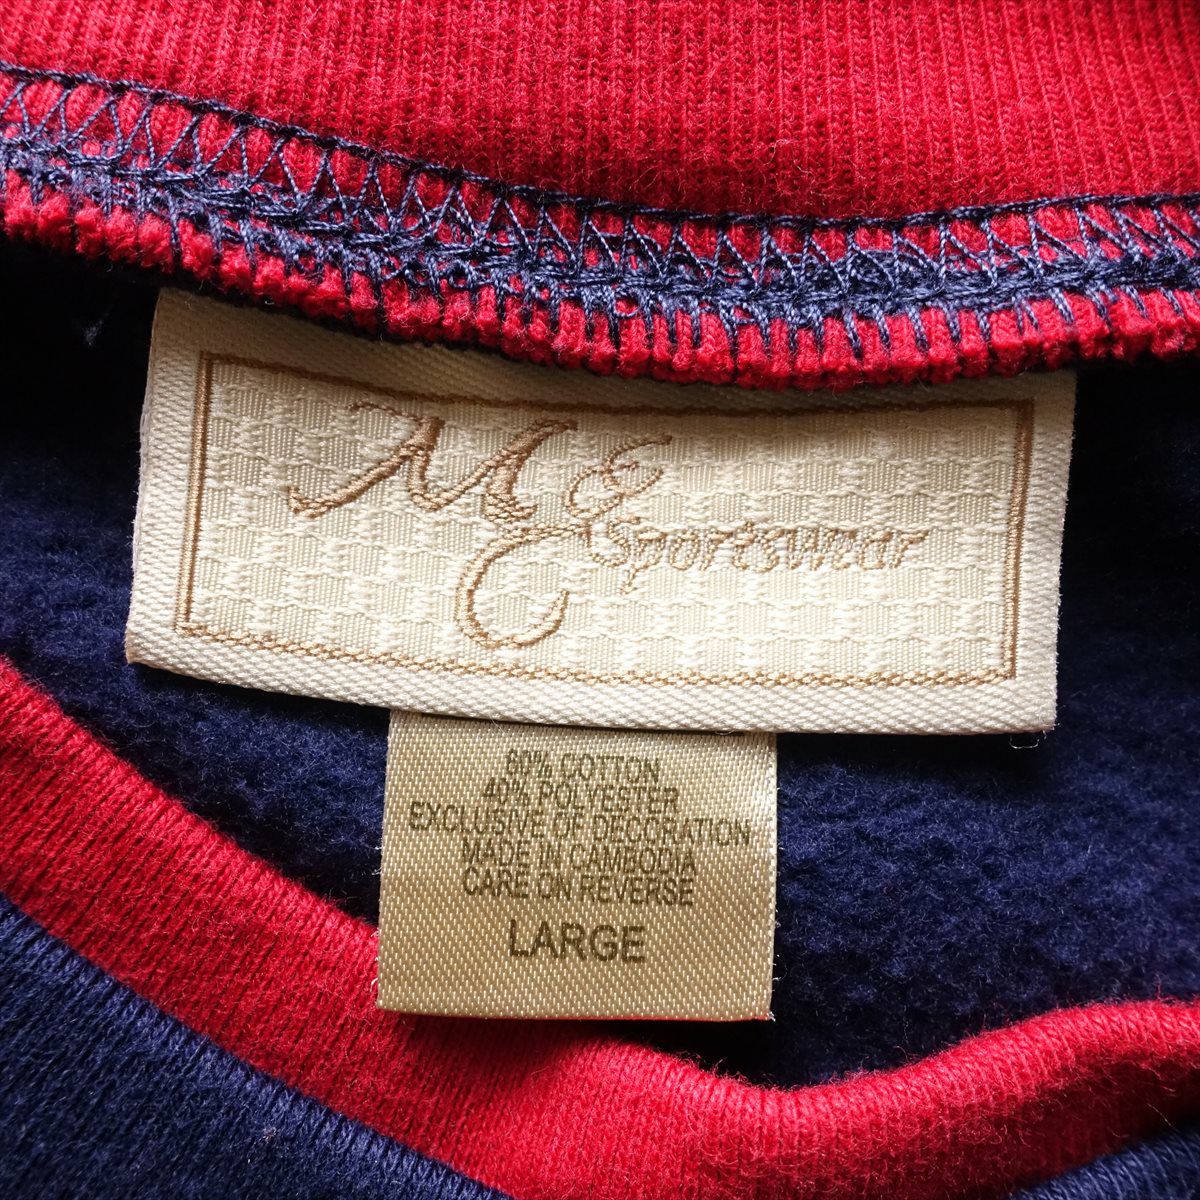 M&C Sportswear
60% COTTON
40% POLYESTER
EXCLUSIVE OF DECORATION
MADE IN CAMBODIA
CARE ON REVERSE
LARGE